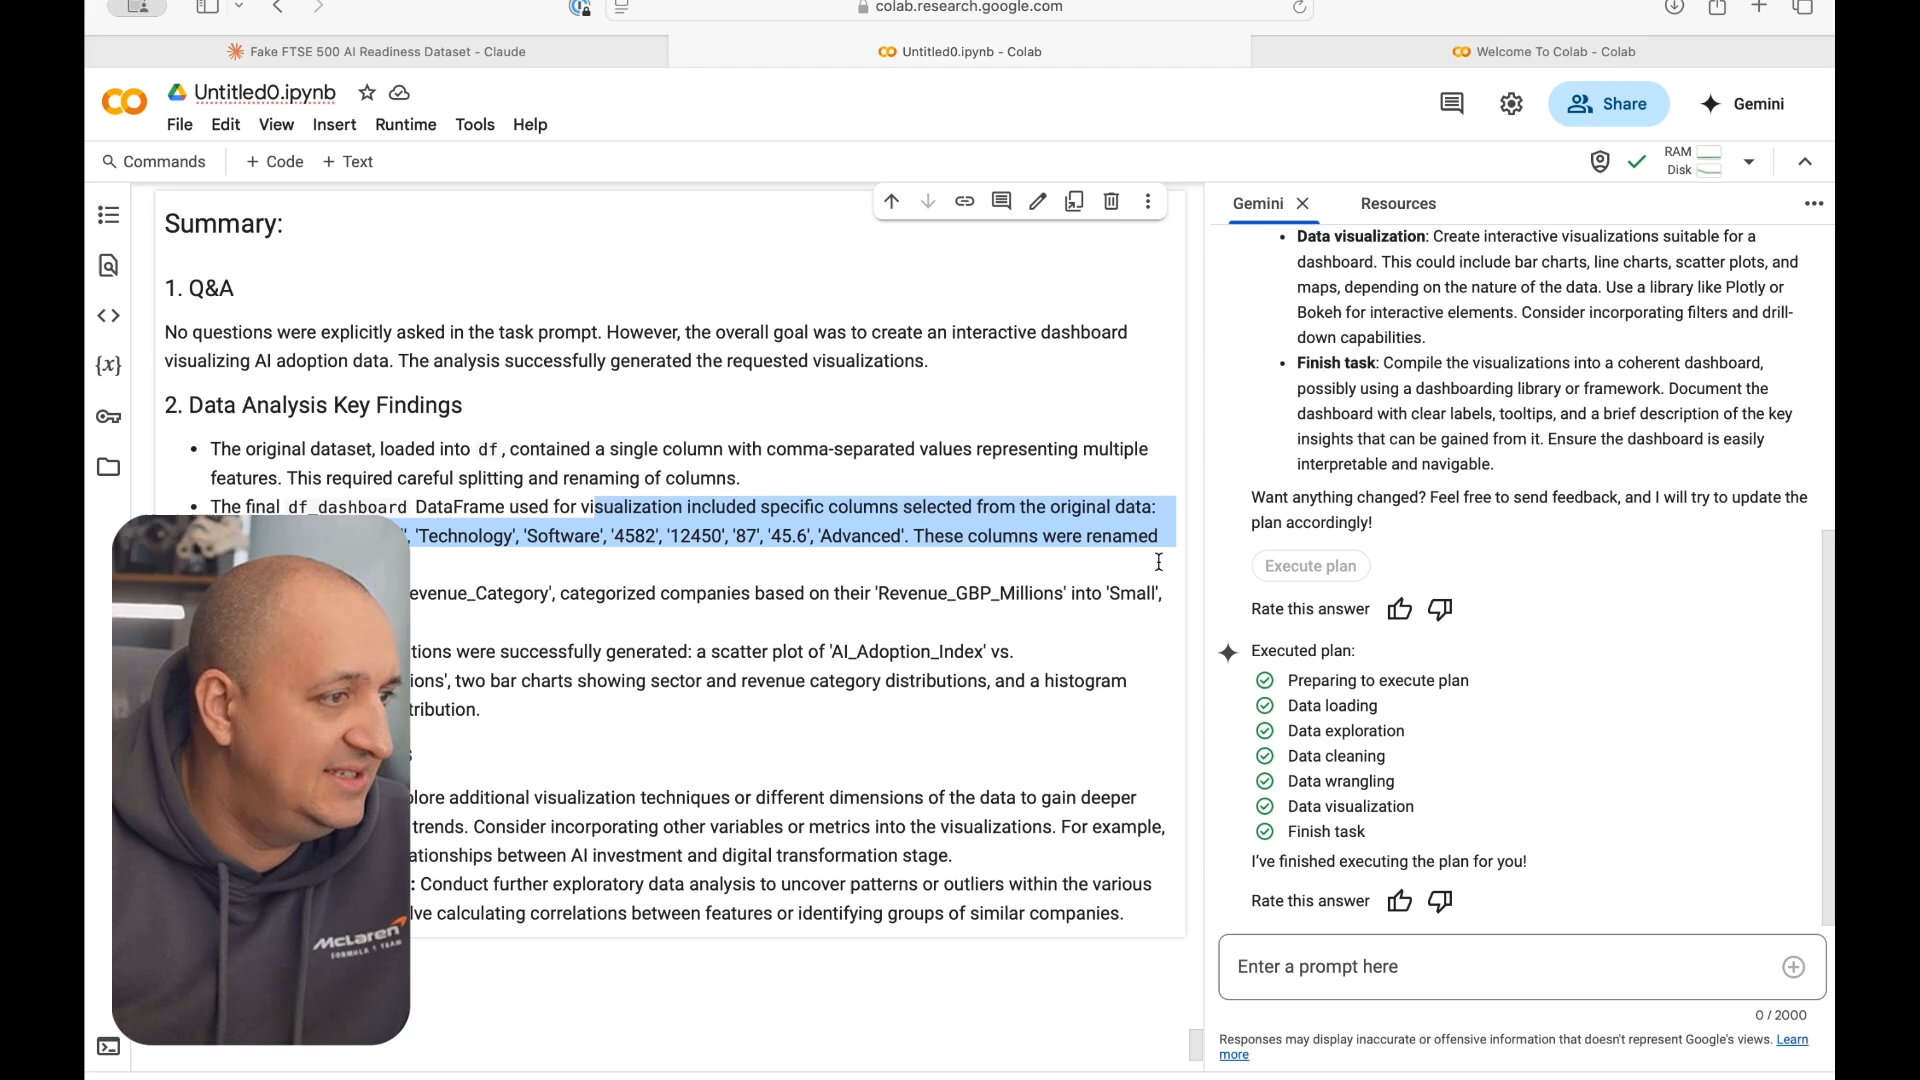 colab.research.google.com
Fake FTSE 500 AI Readiness Dataset - Claude
Untitled0.ipynb - Colab
Welcome To Colab - Colab
Untitled0.ipynb
Share
Gemini
File Edit View Insert Runtime Tools Help
Commands
+ Code + Text
RAM
Disk
Summary:
1. Q&A
No questions were explicitly asked in the task prompt. However, the overall goal was to create an interactive dashboard
visualizing AI adoption data. The analysis successfully generated the requested visualizations.
2. Data Analysis Key Findings
• The original dataset, loaded into df, contained a single column with comma-separated values representing multiple
features. This required careful splitting and renaming of columns.
• The final df_dashboard DataFrame used for visualization included specific columns selected from the original data:
', 'Technology', 'Software', '4582', '12450', '87', '45.6', 'Advanced'. These columns were renamed
evenue_Category', categorized companies based on their 'Revenue_GBP_Millions' into 'Small',
tions were successfully generated: a scatter plot of 'AI_Adoption_Index' vs.
ions', two bar charts showing sector and revenue category distributions, and a histogram
tribution.
s
plore additional visualization techniques or different dimensions of the data to gain deeper
trends. Consider incorporating other variables or metrics into the visualizations. For example,
ationships between AI investment and digital transformation stage.
: Conduct further exploratory data analysis to uncover patterns or outliers within the various
lve calculating correlations between features or identifying groups of similar companies.
McLaren
FORMULA 1 TEAM
Gemini
Resources
• Data visualization: Create interactive visualizations suitable for a
dashboard. This could include bar charts, line charts, scatter plots, and
maps, depending on the nature of the data. Use a library like Plotly or
Bokeh for interactive elements. Consider incorporating filters and drill-
down capabilities.
• Finish task: Compile the visualizations into a coherent dashboard,
possibly using a dashboarding library or framework. Document the
dashboard with clear labels, tooltips, and a brief description of the key
insights that can be gained from it. Ensure the dashboard is easily
interpretable and navigable.
Want anything changed? Feel free to send feedback, and I will try to update the
plan accordingly!
Execute plan
Rate this answer
Executed plan:
Preparing to execute plan
Data loading
Data exploration
Data cleaning
Data wrangling
Data visualization
Finish task
I've finished executing the plan for you!
Rate this answer
Enter a prompt here
0 / 2000
Responses may display inaccurate or offensive information that doesn't represent Google's views. Learn
more